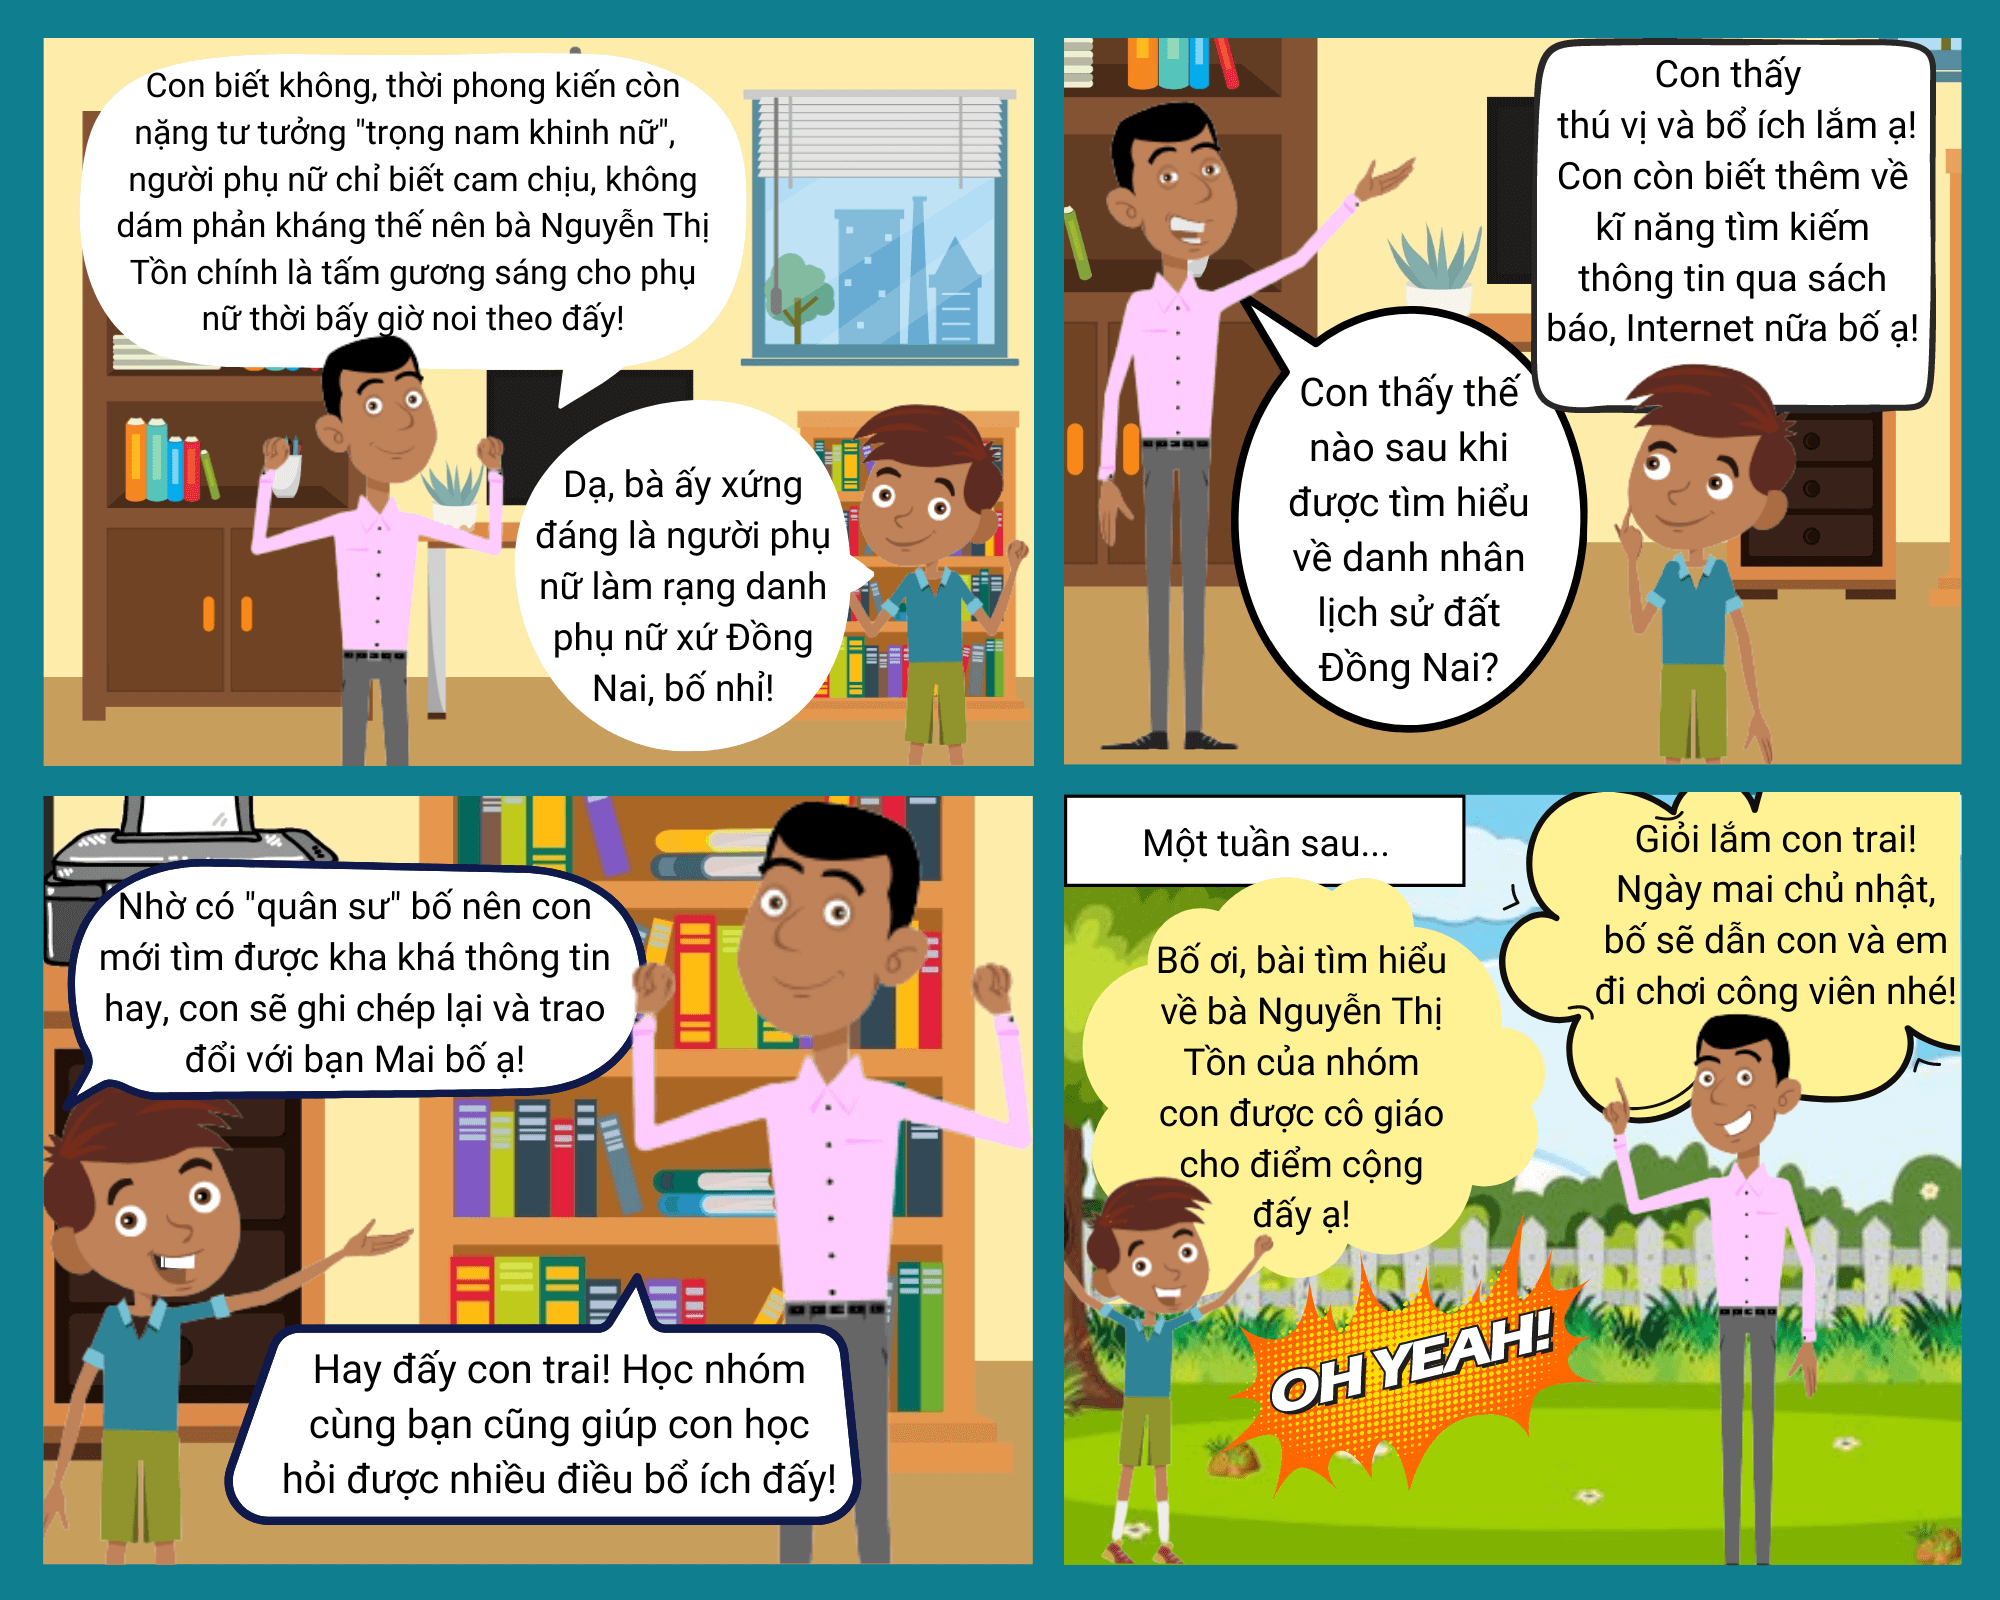 Con biết không, thời phong kiến còn
nặng tư tưởng "trọng nam khinh nữ",
người phụ nữ chỉ biết cam chịu, không
dám phản kháng thế nên bà Nguyễn Thị
Tồn chính là tấm gương sáng cho phụ
nữ thời bấy giờ noi theo đấy!
Dạ, bà ấy xứng
đáng là người phụ
nữ làm rạng danh
phụ nữ xứ Đồng
Nai, bố nhỉ!
Con thấy thế
nào sau khi
được tìm hiểu
về danh nhân
lịch sử đất
Đồng Nai?
Con thấy
thú vị và bổ ích lắm ạ!
Con còn biết thêm về
kĩ năng tìm kiếm
thông tin qua sách
báo, Internet nữa bố ạ!
Nhờ có "quân sư" bố nên con
mới tìm được kha khá thông tin
hay, con sẽ ghi chép lại và trao
đổi với bạn Mai bố ạ!
Hay đấy con trai! Học nhóm
cùng bạn cũng giúp con học
hỏi được nhiều điều bổ ích đấy!
Một tuần sau...
Bố ơi, bài tìm hiểu
về bà Nguyễn Thị
Tồn của nhóm
con được cô giáo
cho điểm cộng
đấy ạ!
Giỏi lắm con trai!
Ngày mai chủ nhật,
bố sẽ dẫn con và em
đi chơi công viên nhé!
OH YEAH!